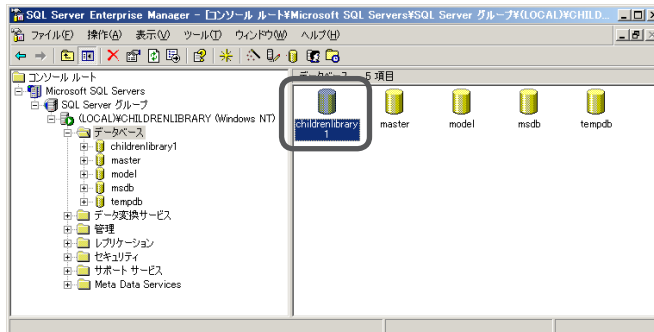 SQL Server Enterprise Manager - [コンソール ルート¥Microsoft SQL Servers¥SQL Server グループ¥(LOCAL)¥CHILD...
ファイル(F) 操作(A) 表示(V) ツール(T) ウィンドウ(W) ヘルプ(H)
コンソール ルート
Microsoft SQL Servers
SQL Server グループ
(LOCAL)¥CHILDRENLIBRARY (Windows NT)
データベース
childrenlibrary1
master
model
msdb
tempdb
データ変換サービス
管理
レプリケーション
セキュリティ
サポート サービス
Meta Data Services
データベース 5 項目
childrenlibrary
1
master
model
msdb
tempdb